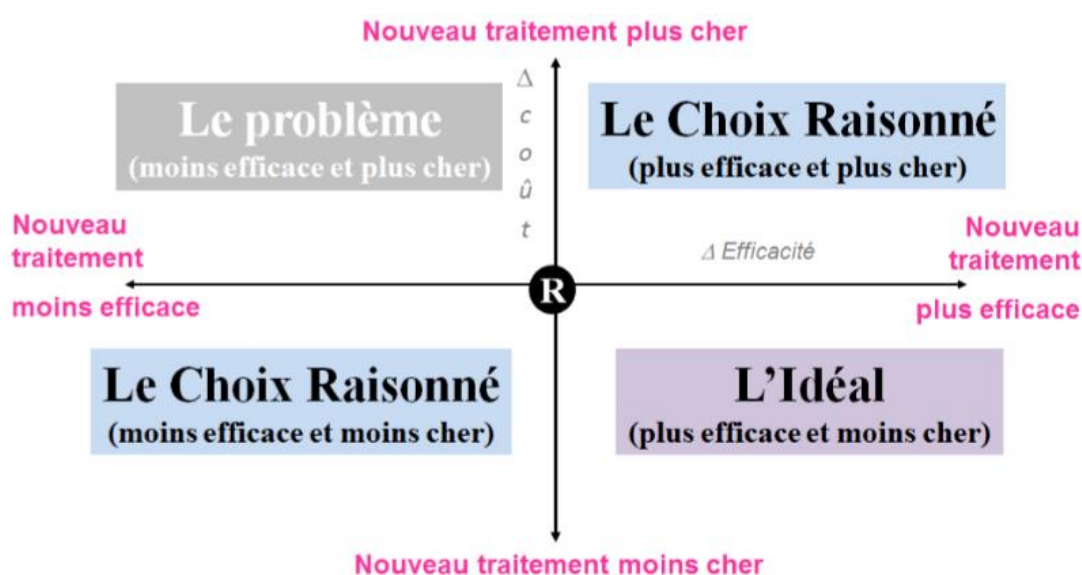 Nouveau traitement plus cher
Le problème
(moins efficace et plus cher)
Δ coût
Le Choix Raisonné
(plus efficace et plus cher)
Nouveau
traitement
moins efficace
Δ Efficacité
Nouveau
traitement
plus efficace
R
Le Choix Raisonné
(moins efficace et moins cher)
L'Idéal
(plus efficace et moins cher)
Nouveau traitement moins cher